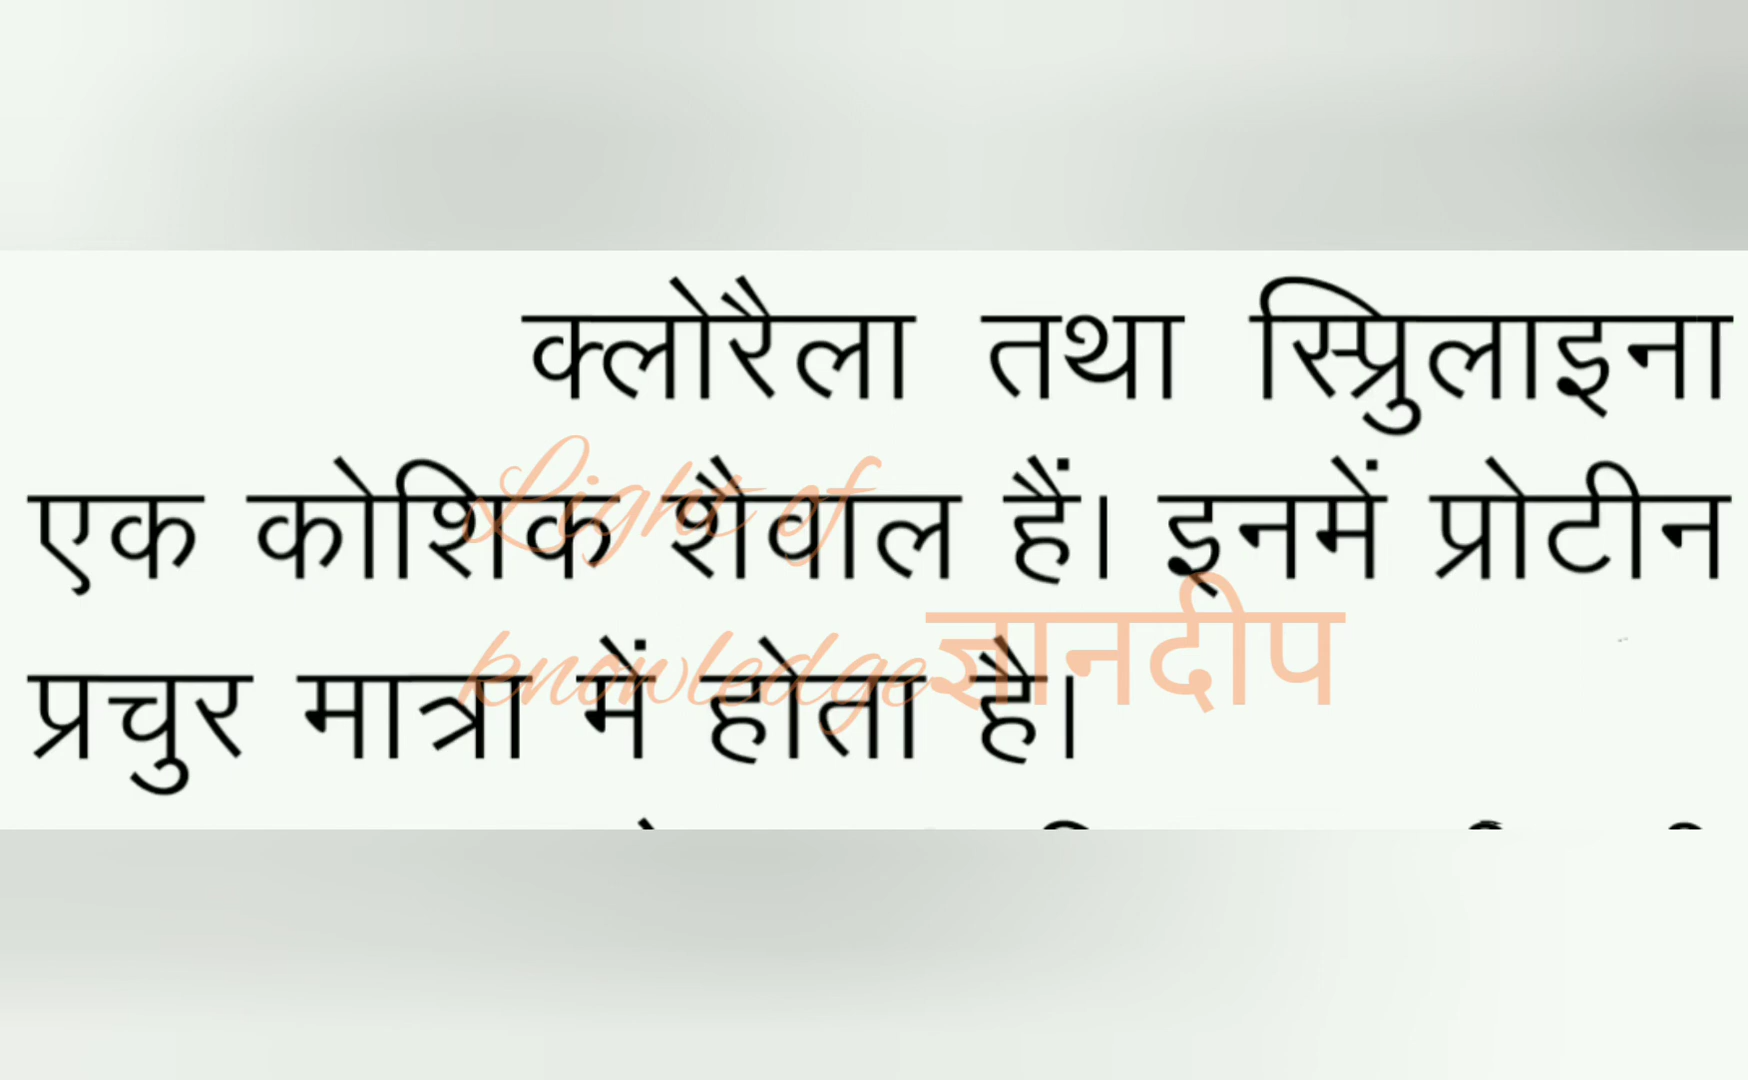 क्लोरैला तथा स्प्रिुलाइना
एक कोशिक शैवाल हैं। इनमें प्रोटीन
Light of
प्रचुर मात्रा में होता है।
knowledge ज्ञानदीप